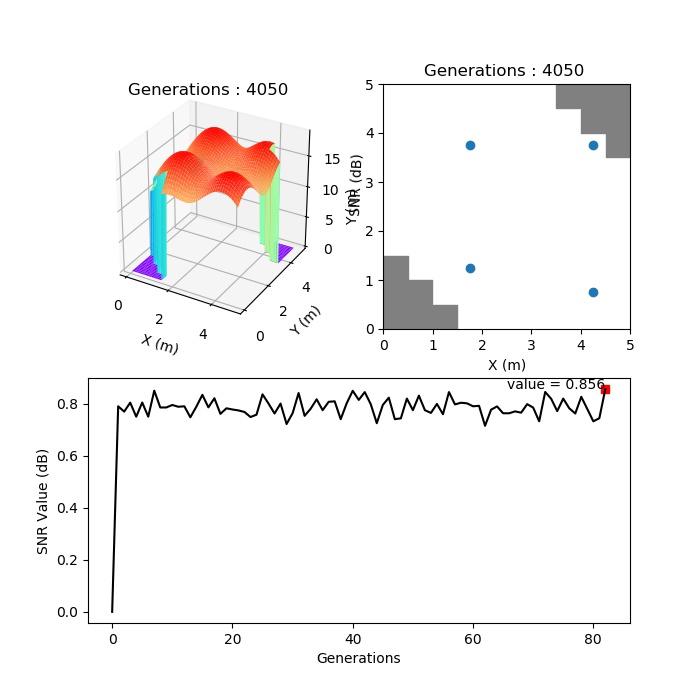 Generations : 4050
15
10
5
0
SNR (dB)
0
2
4
X (m)
0
2
4
Y (m)
Generations : 4050
5
4
3
2
1
0
Y (m)
0 1 2 3 4 5
X (m)
value = 0.856
0.8
0.6
0.4
0.2
0.0
SNR Value (dB)
0 20 40 60 80
Generations